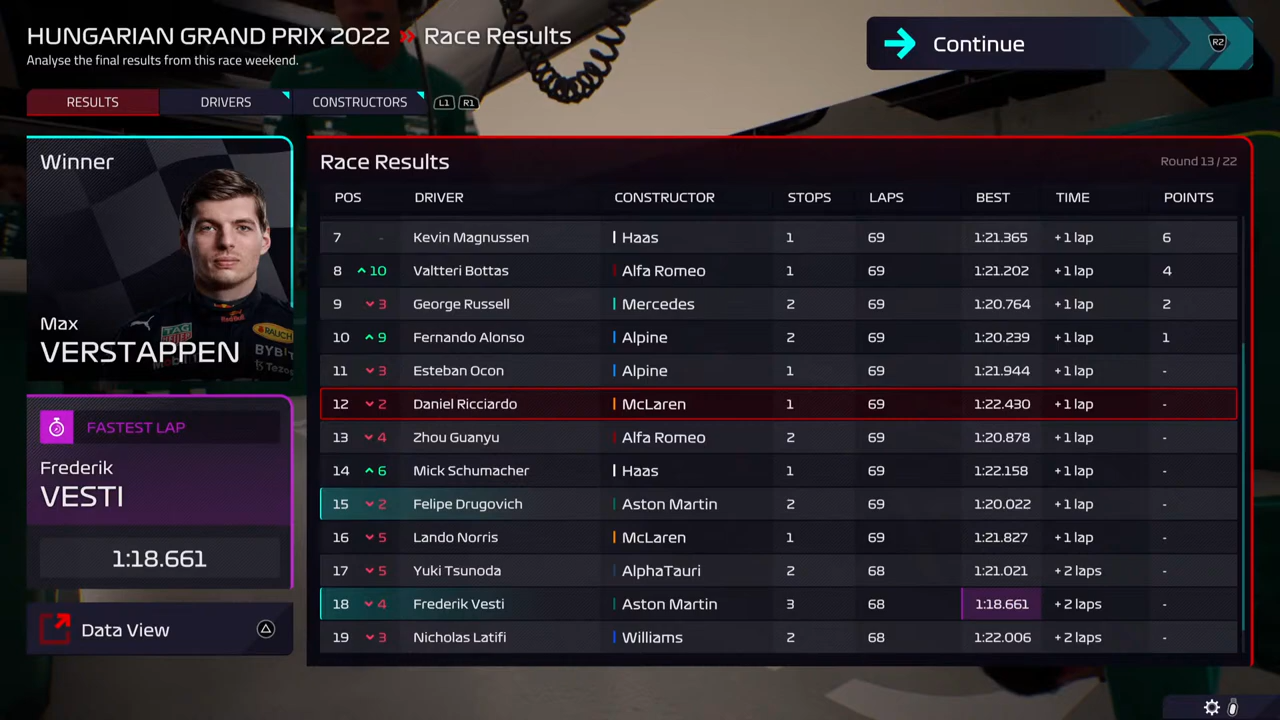 HUNGARIAN GRAND PRIX 2022 » Race Results
Analyse the final results from this race weekend.
Continue R2
RESULTS DRIVERS CONSTRUCTORS L1 R1
Winner
TAG
RAUCH
BYBIT
Tezos
Max
VERSTAPPEN
FASTEST LAP
Frederik
VESTI
1:18.661
Data View
Race Results Round 13 / 22
POS DRIVER CONSTRUCTOR STOPS LAPS BEST TIME POINTS
7 - Kevin Magnussen Haas 1 69 1:21.365 + 1 lap 6
8 10 Valtteri Bottas Alfa Romeo 1 69 1:21.202 + 1 lap 4
9 3 George Russell Mercedes 2 69 1:20.764 + 1 lap 2
10 9 Fernando Alonso Alpine 2 69 1:20.239 + 1 lap 1
11 3 Esteban Ocon Alpine 1 69 1:21.944 + 1 lap -
12 2 Daniel Ricciardo McLaren 1 69 1:22.430 + 1 lap -
13 4 Zhou Guanyu Alfa Romeo 2 69 1:20.878 + 1 lap -
14 6 Mick Schumacher Haas 1 69 1:22.158 + 1 lap -
15 2 Felipe Drugovich Aston Martin 2 69 1:20.022 + 1 lap -
16 5 Lando Norris McLaren 1 69 1:21.827 + 1 lap -
17 5 Yuki Tsunoda AlphaTauri 2 68 1:21.021 + 2 laps -
18 4 Frederik Vesti Aston Martin 3 68 1:18.661 + 2 laps -
19 3 Nicholas Latifi Williams 2 68 1:22.006 + 2 laps -